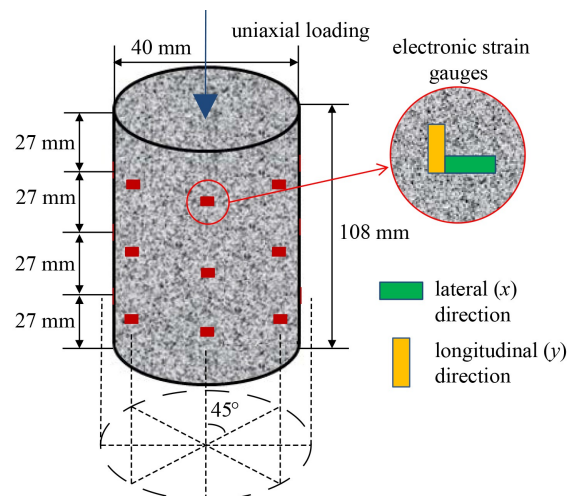 40 mm
uniaxial loading
electronic strain
gauges
27 mm
27 mm
27 mm
27 mm
108 mm
lateral (x)
direction
longitudinal (y)
direction
45°